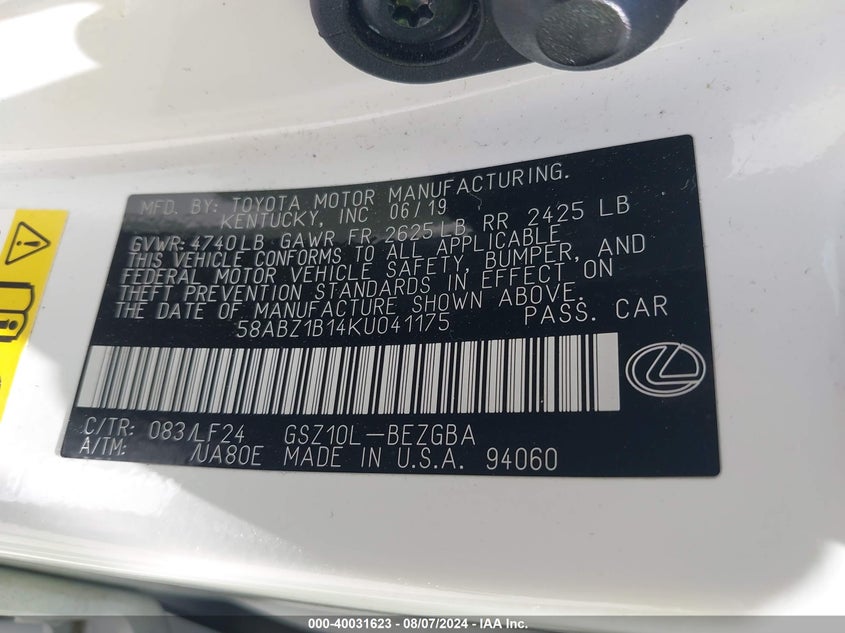 MFD. BY: TOYOTA MOTOR MANUFACTURING.
KENTUCKY, INC 06/19
GVWR: 4740LB GAWR FR 2625LB RR 2425 LB
THIS VEHICLE CONFORMS TO ALL APPLICABLE
FEDERAL MOTOR VEHICLE SAFETY, BUMPER, AND
THEFT PREVENTION STANDARDS IN EFFECT ON
THE DATE OF MANUFACTURE SHOWN ABOVE.
58ABZ1B14KU041175 PASS. CAR
C/TR: 083/LF24 GSZ10L-BEZGBA
A/TM: /UA80E MADE IN U.S.A. 94060
000-40031623 - 08/07/2024 - IAA Inc.